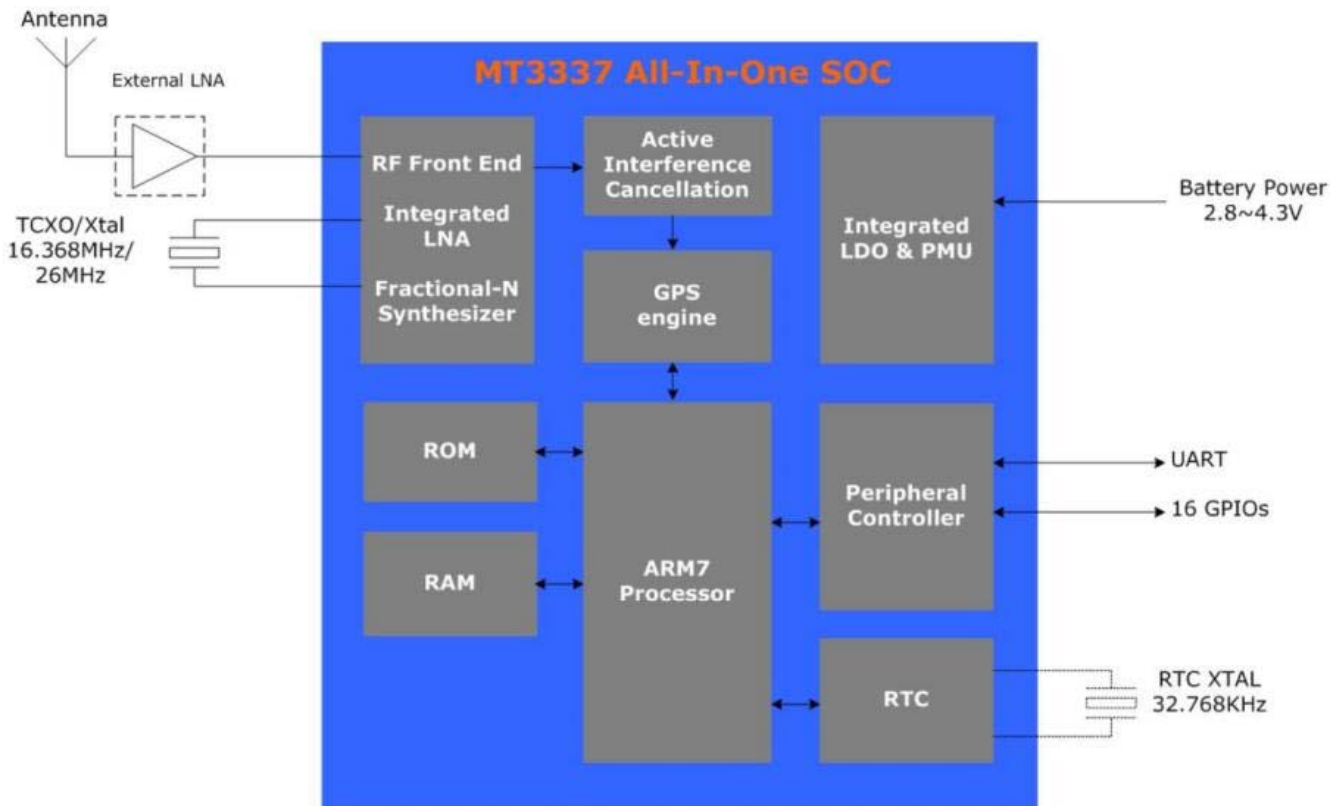 Antenna
External LNA
MT3337 All-In-One SOC
RF Front End
Integrated
LNA
Fractional-N
Synthesizer
Active
Interference
Cancellation
Integrated
LDO & PMU
Battery Power
2.8~4.3V
TCXO/Xtal
16.368MHz/
26MHz
GPS
engine
ROM
RAM
ARM7
Processor
Peripheral
Controller
UART
16 GPIOs
RTC
RTC XTAL
32.768KHz